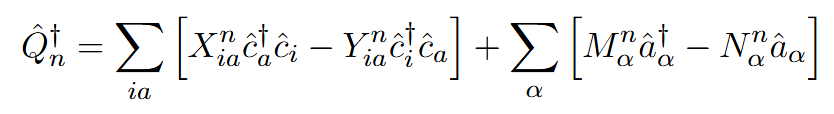 \hat{Q}_n^\dagger = \sum_{ia} \left[ X_{ia}^n \hat{c}_a^\dagger \hat{c}_i - Y_{ia}^n \hat{c}_i^\dagger \hat{c}_a \right] + \sum_{\alpha} \left[ M_\alpha^n \hat{a}_\alpha^\dagger - N_\alpha^n \hat{a}_\alpha \right]